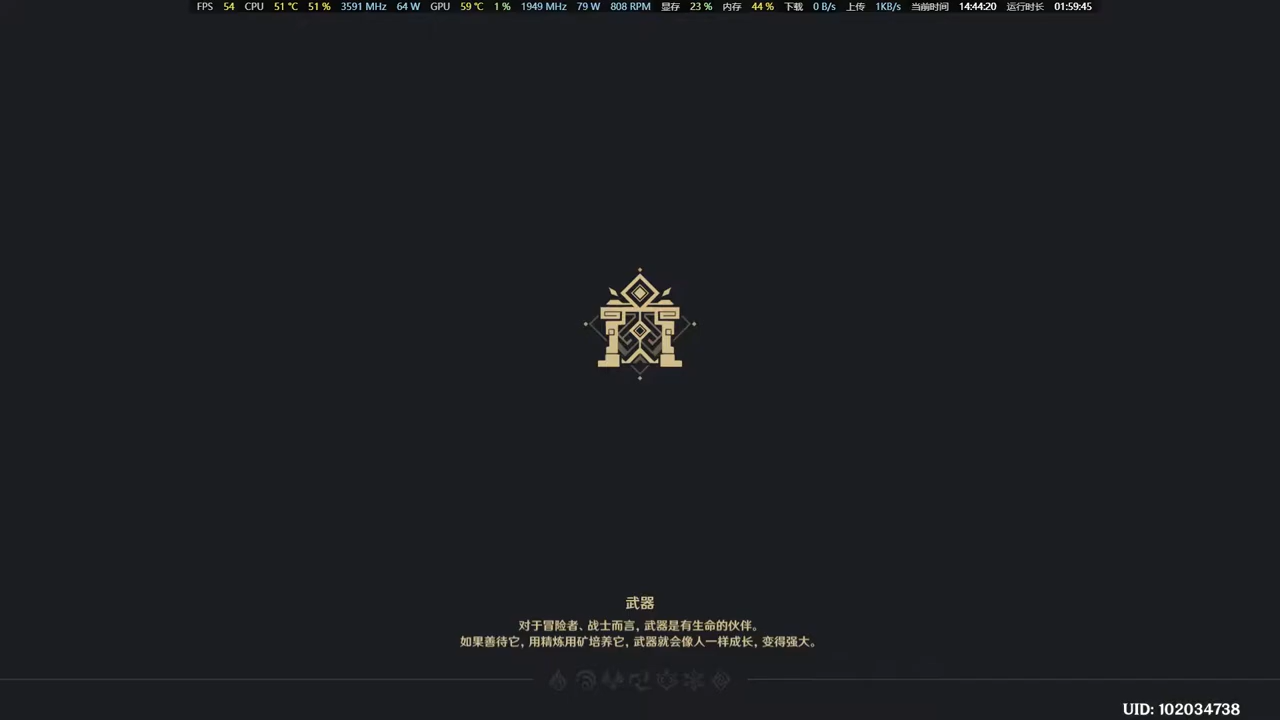 FPS 54 CPU 51 ℃ 51 % 3591 MHz 64 W GPU 59 ℃ 1 % 1949 MHz 79 W 808 RPM 显存 23 % 内存 44 % 下载 0 B/s 上传 1KB/s 当前时间 14:44:20 运行时长 01:59:45
武器
对于冒险者、战士而言, 武器是有生命的伙伴。
如果善待它, 用精炼用矿培养它, 武器就会像人一样成长, 变得强大。
UID: 102034738